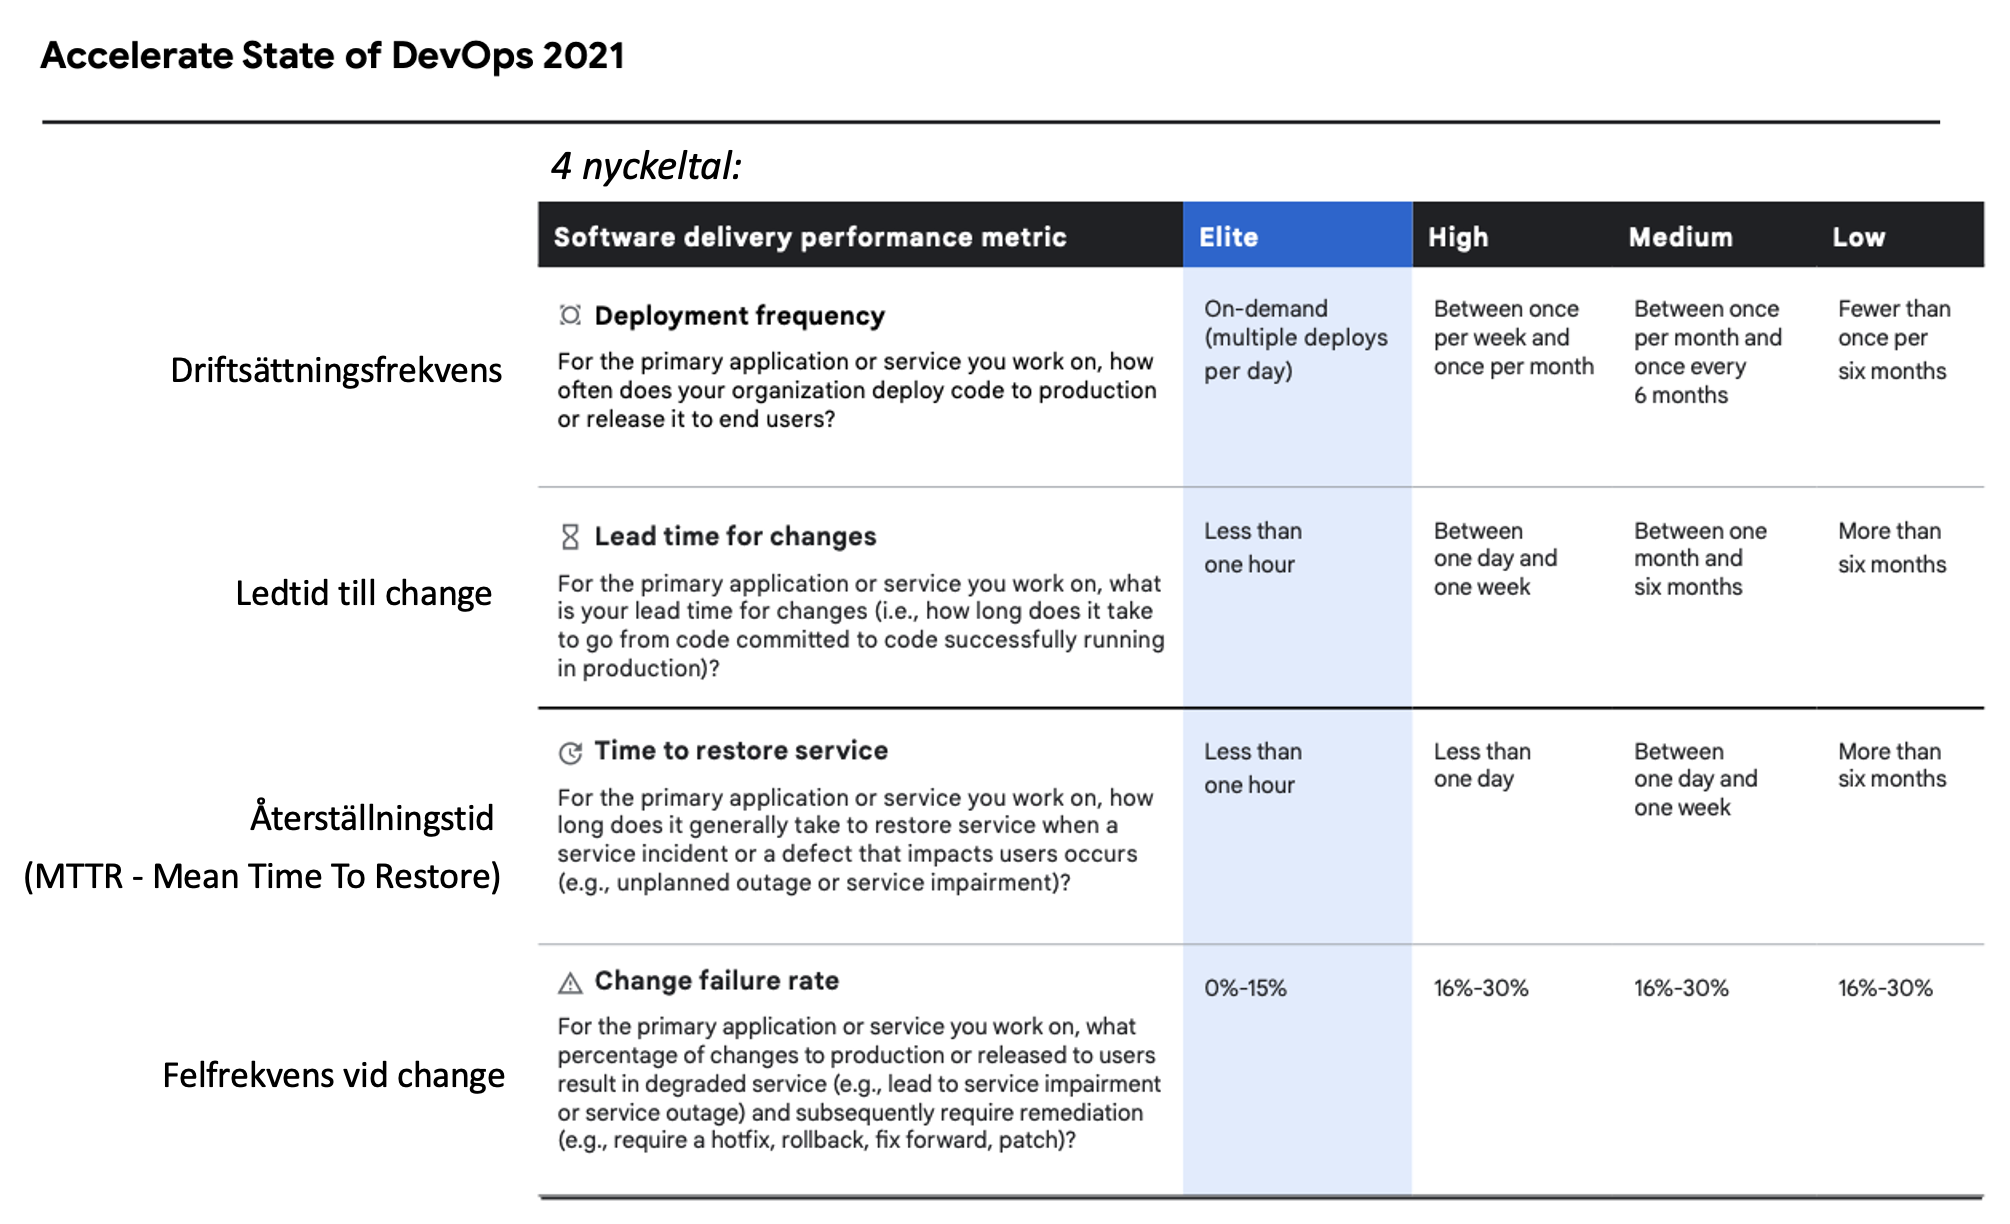 Accelerate State of DevOps 2021
4 nyckeltal:
Software delivery performance metric
Elite
High
Medium
Low
Driftsättningsfrekvens
Deployment frequency
For the primary application or service you work on, how
often does your organization deploy code to production
or release it to end users?
On-demand
(multiple deploys
per day)
Between once
per week and
once per month
Between once
per month and
once every
6 months
Fewer than
once per
six months
Ledtid till change
Lead time for changes
For the primary application or service you work on, what
is your lead time for changes (i.e., how long does it take
to go from code committed to code successfully running
in production)?
Less than
one hour
Between
one day and
one week
Between one
month and
six months
More than
six months
Återställningstid
(MTTR - Mean Time To Restore)
Time to restore service
For the primary application or service you work on, how
long does it generally take to restore service when a
service incident or a defect that impacts users occurs
(e.g., unplanned outage or service impairment)?
Less than
one hour
Less than
one day
Between
one day and
one week
More than
six months
Felfrekvens vid change
Change failure rate
For the primary application or service you work on, what
percentage of changes to production or released to users
result in degraded service (e.g., lead to service impairment
or service outage) and subsequently require remediation
(e.g., require a hotfix, rollback, fix forward, patch)?
0%-15%
16%-30%
16%-30%
16%-30%